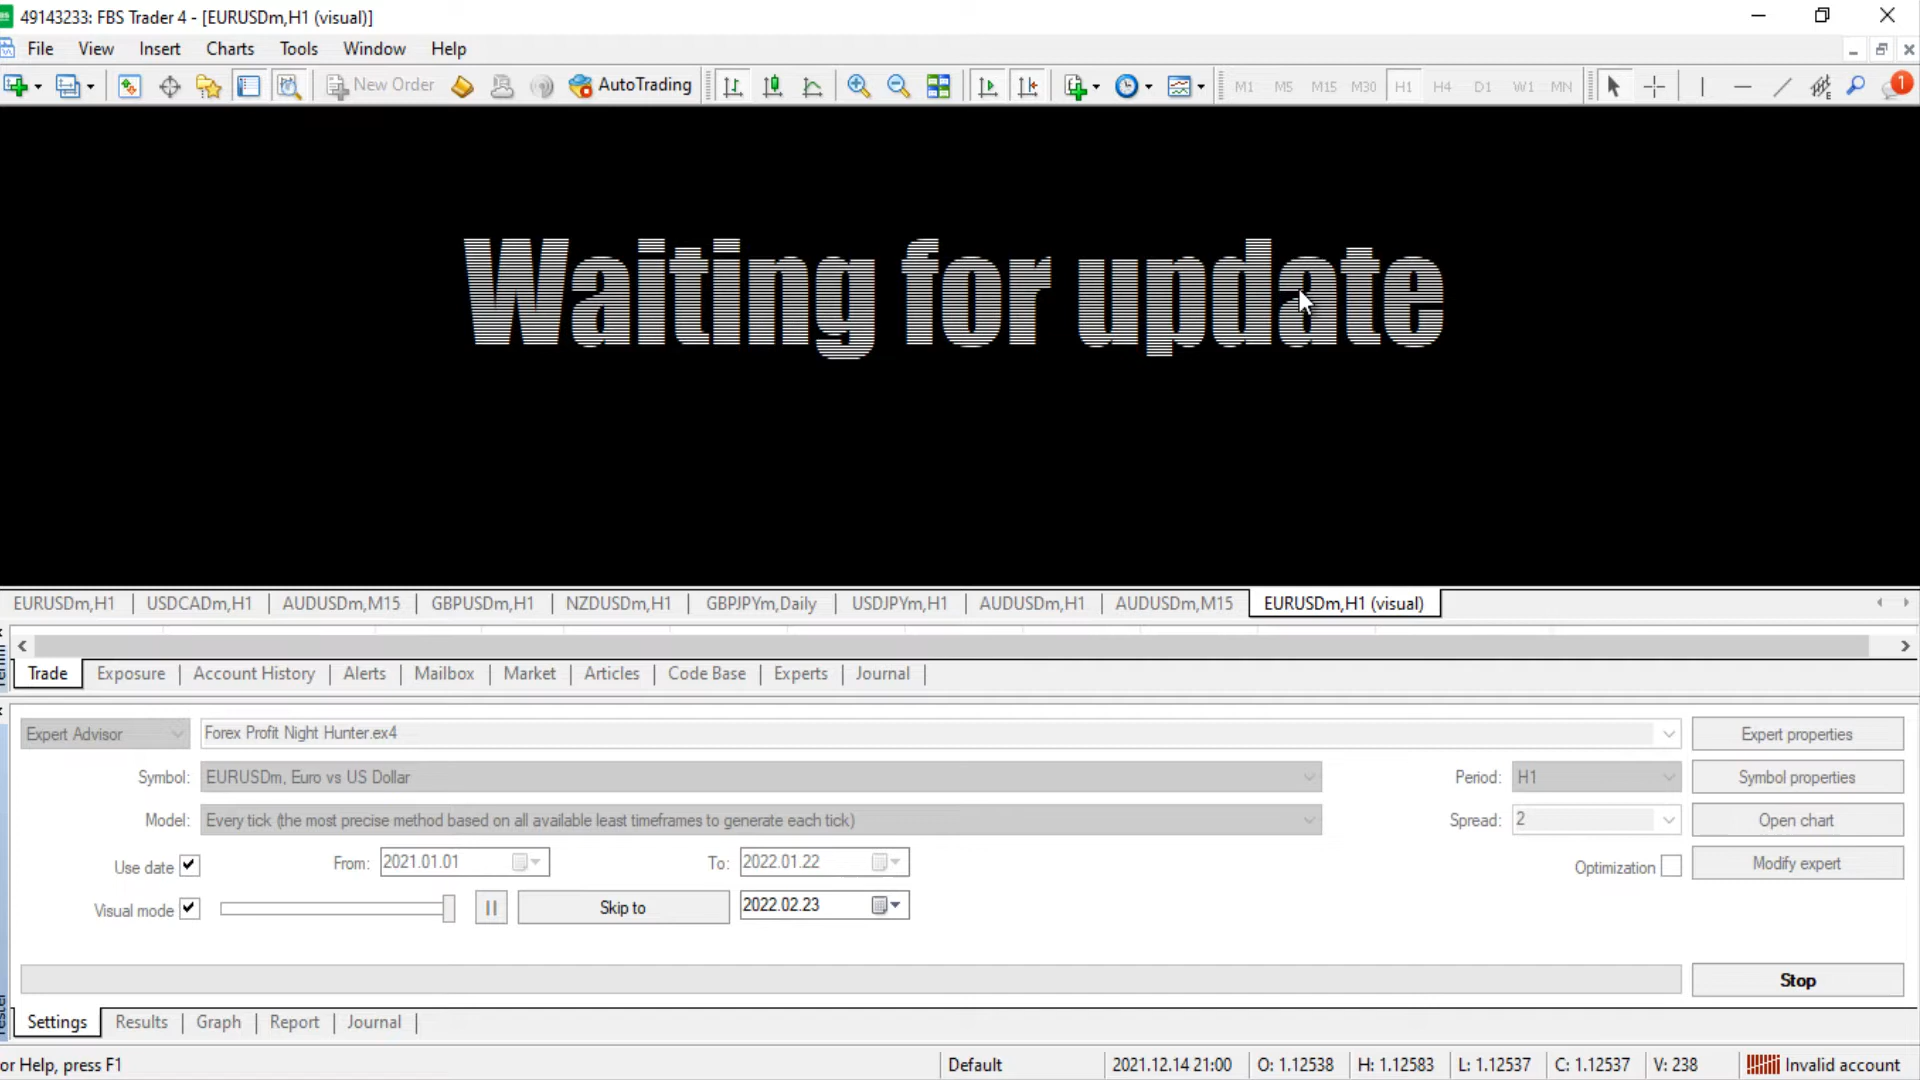 49143233: FBS Trader 4 - [EURUSDm,H1 (visual)]
File View Insert Charts Tools Window Help
New Order AutoTrading M1 M5 M15 M30 H1 H4 D1 W1 MN 1
Waiting for update
EURUSDm,H1 USDCADm,H1 AUDUSDm,M15 GBPUSDm,H1 NZDUSDm,H1 GBPJPYm,Daily USDJPYm,H1 AUDUSDm,H1 AUDUSDm,M15 EURUSDm,H1 (visual)
Trade Exposure Account History Alerts Mailbox Market Articles Code Base Experts Journal
Expert Advisor Forex Profit Night Hunter.ex4 Expert properties
Symbol: EURUSDm, Euro vs US Dollar Period: H1 Symbol properties
Model: Every tick (the most precise method based on all available least timeframes to generate each tick) Spread: 2 Open chart
Use date From: 2021.01.01 To: 2022.01.22 Optimization Modify expert
Visual mode Skip to 2022.02.23
Stop
Settings Results Graph Report Journal
or Help, press F1 Default 2021.12.14 21:00 O: 1.12538 H: 1.12583 L: 1.12537 C: 1.12537 V: 238 Invalid account